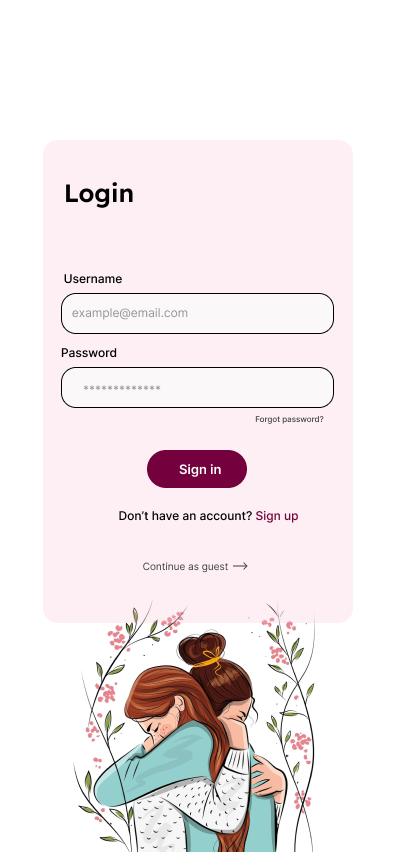 Login
Username
example@email.com
Password
*************
Forgot password?
Sign in
Don’t have an account? Sign up
Continue as guest